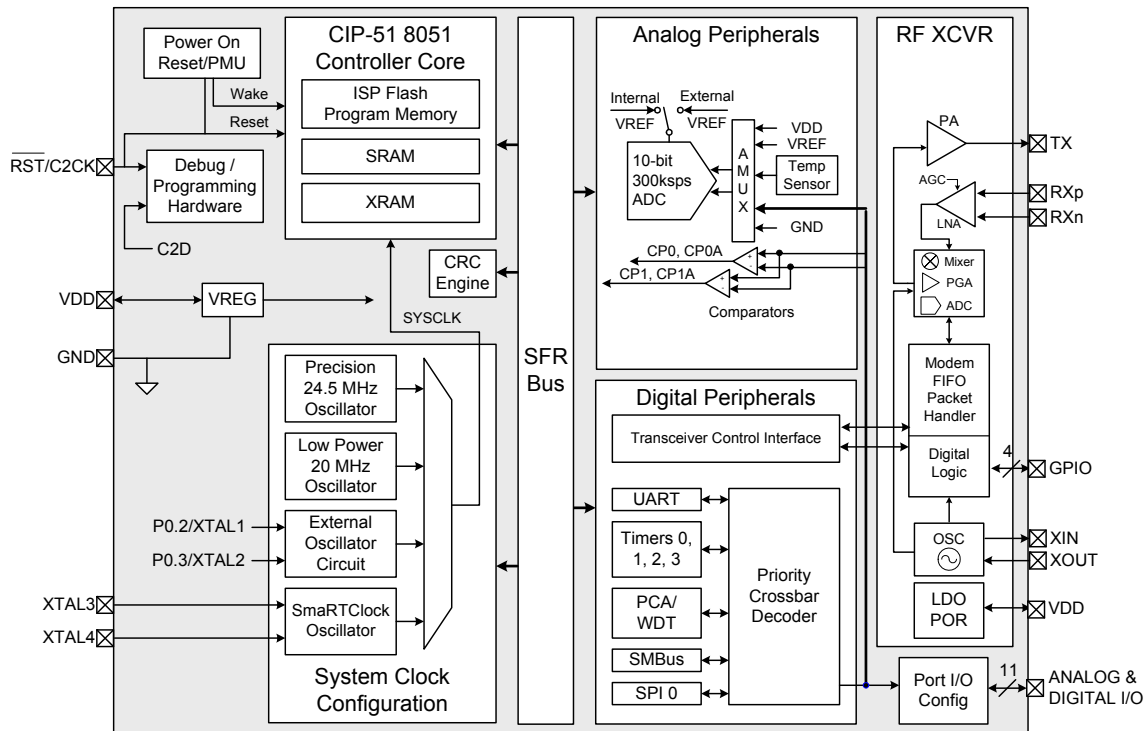 Power On
Reset/PMU
Wake
Reset
RST/C2CK
Debug /
Programming
Hardware
C2D
VDD
VREG
GND
CIP-51 8051
Controller Core
ISP Flash
Program Memory
SRAM
XRAM
CRC
Engine
SYSCLK
Precision
24.5 MHz
Oscillator
Low Power
20 MHz
Oscillator
P0.2/XTAL1
P0.3/XTAL2
External
Oscillator
Circuit
XTAL3
XTAL4
SmaRTClock
Oscillator
System Clock
Configuration
SFR
Bus
Analog Peripherals
Internal
VREF
External
VREF
10-bit
300ksps
ADC
A
M
U
X
VDD
VREF
Temp
Sensor
GND
CP0, CP0A
+
-
CP1, CP1A
+
-
Comparators
Digital Peripherals
Transceiver Control Interface
UART
Timers 0,
1, 2, 3
PCA/
WDT
SMBus
SPI 0
Priority
Crossbar
Decoder
RF XCVR
PA
TX
AGC
LNA
RXp
RXn
Mixer
PGA
ADC
Modem
FIFO
Packet
Handler
Digital
Logic
4
GPIO
OSC
XIN
XOUT
LDO
POR
VDD
Port I/O
Config
11
ANALOG &
DIGITAL I/O